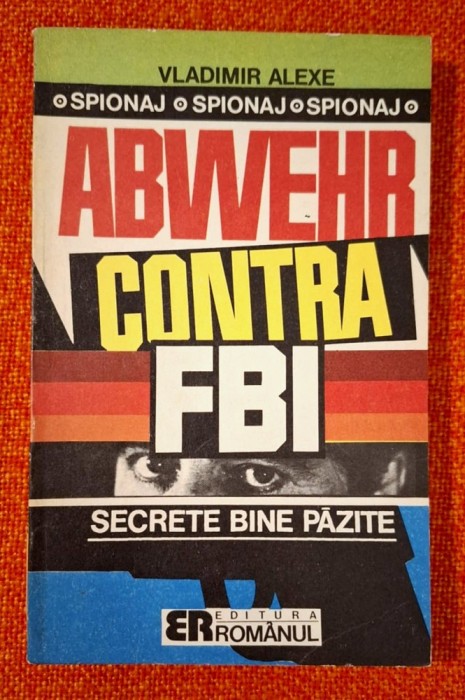 VLADIMIR ALEXE
SPIONAJ SPIONAJ SPIONAJ
ABWEHR
CONTRA
FBI
SECRETE BINE PĂZITE
ER EDITURA
ROMÂNUL